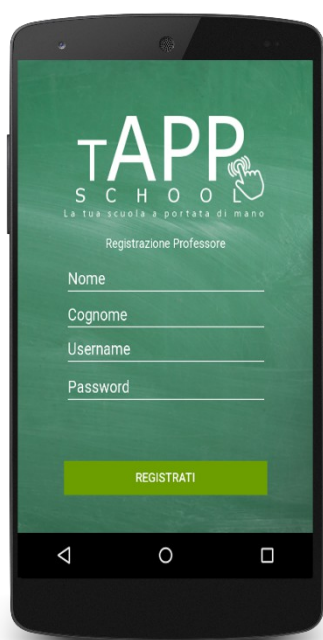 TAPP
SCHOOL
La tua scuola a portata di mano
Registrazione Professore
Nome
Cognome
Username
Password
REGISTRATI